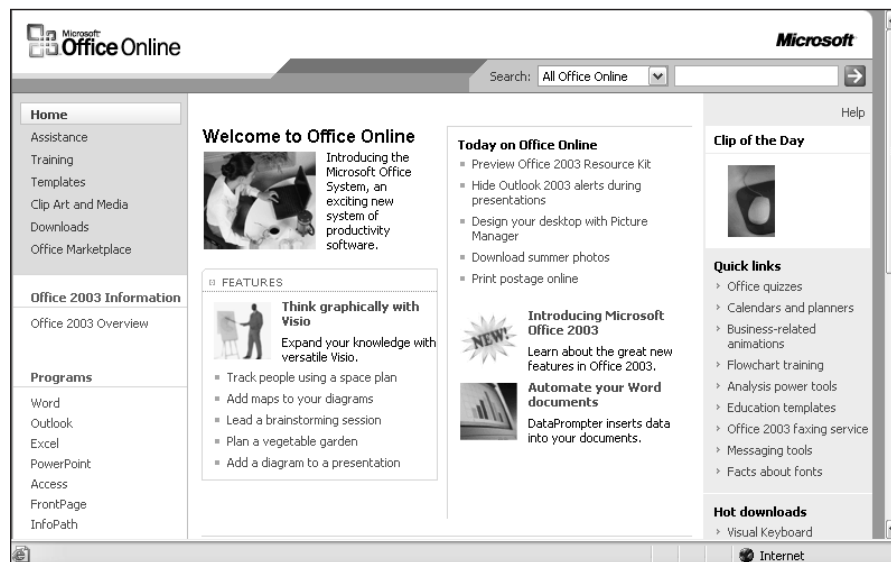 Microsoft
Office Online
Microsoft
Search: All Office Online
Help
Home
Assistance
Training
Templates
Clip Art and Media
Downloads
Office Marketplace
Office 2003 Information
Office 2003 Overview
Programs
Word
Outlook
Excel
PowerPoint
Access
FrontPage
InfoPath
Welcome to Office Online
Introducing the
Microsoft Office
System, an
exciting new
system of
productivity
software.
FEATURES
Think graphically with
Visio
Expand your knowledge with
versatile Visio.
Track people using a space plan
Add maps to your diagrams
Lead a brainstorming session
Plan a vegetable garden
Add a diagram to a presentation
Today on Office Online
Preview Office 2003 Resource Kit
Hide Outlook 2003 alerts during
presentations
Design your desktop with Picture
Manager
Download summer photos
Print postage online
NEW!
Introducing Microsoft
Office 2003
Learn about the great new
features in Office 2003.
Automate your Word
documents
DataPrompter inserts data
into your documents.
Clip of the Day
Quick links
Office quizzes
Calendars and planners
Business-related
animations
Flowchart training
Analysis power tools
Education templates
Office 2003 faxing service
Messaging tools
Facts about fonts
Hot downloads
Visual Keyboard
Internet